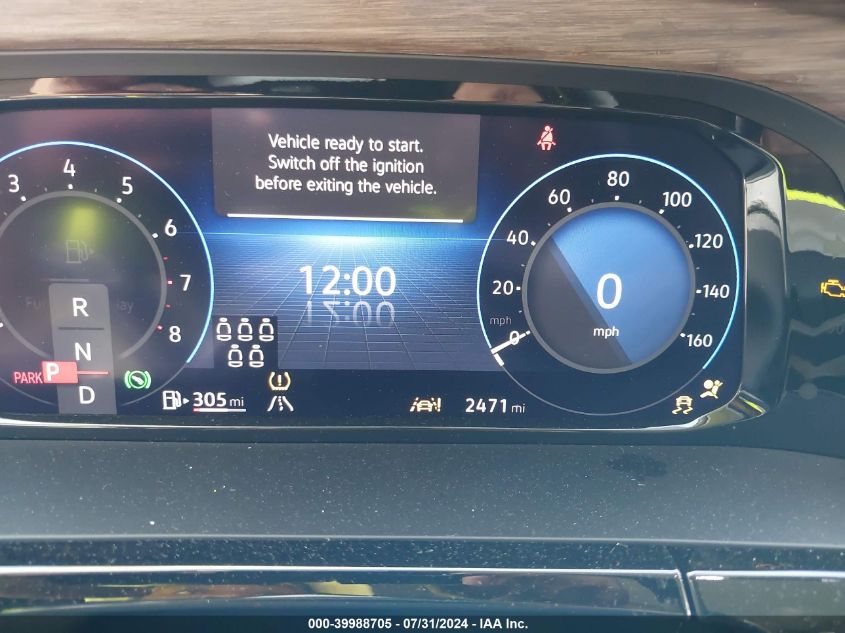 Vehicle ready to start.
Switch off the ignition
before exiting the vehicle.
3 4 5 6 7 8
R
N
PARK P
D
12:00
12:00
305 mi
2471 mi
0 20 40 60 80 100 120 140 160
mph
0
mph
000-39988705 - 07/31/2024 - IAA Inc.